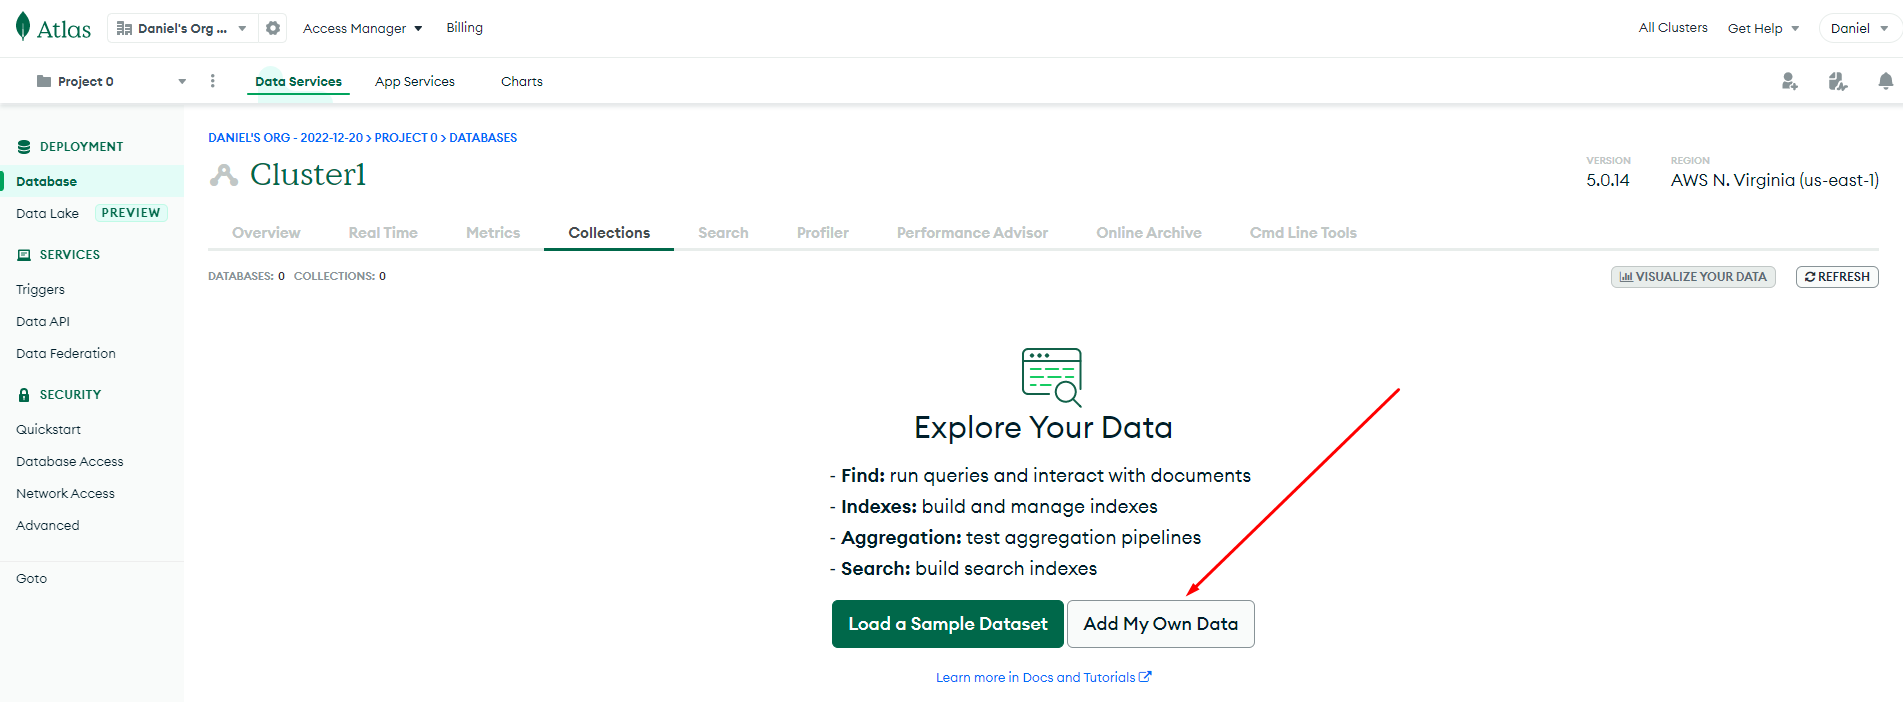 Atlas
Daniel's Org ...
Access Manager
Billing
All Clusters
Get Help
Daniel
Project 0
Data Services
App Services
Charts
DEPLOYMENT
Database
Data Lake PREVIEW
SERVICES
Triggers
Data API
Data Federation
SECURITY
Quickstart
Database Access
Network Access
Advanced
Goto
DANIEL'S ORG - 2022-12-20 > PROJECT 0 > DATABASES
Cluster1
VERSION
5.0.14
REGION
AWS N. Virginia (us-east-1)
Overview
Real Time
Metrics
Collections
Search
Profiler
Performance Advisor
Online Archive
Cmd Line Tools
DATABASES: 0 COLLECTIONS: 0
VISUALIZE YOUR DATA
REFRESH
Explore Your Data
- Find: run queries and interact with documents
- Indexes: build and manage indexes
- Aggregation: test aggregation pipelines
- Search: build search indexes
Load a Sample Dataset
Add My Own Data
Learn more in Docs and Tutorials